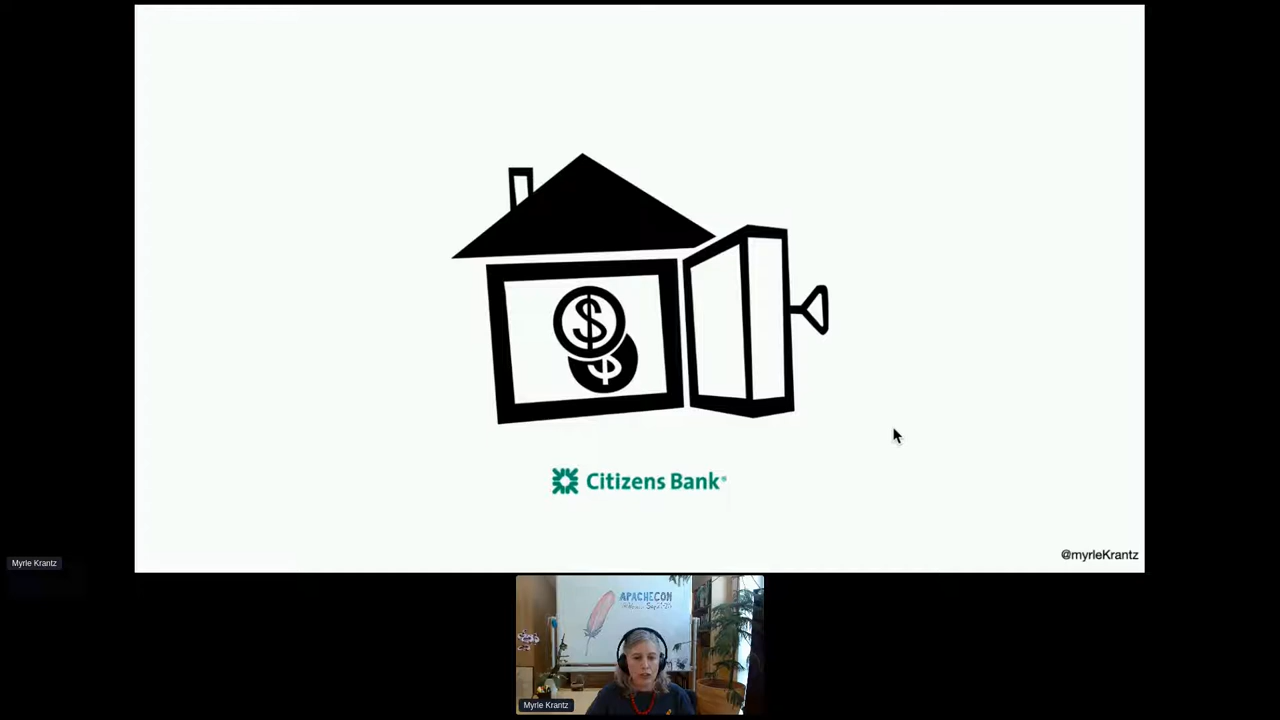 $
$
Citizens Bank®
@myrleKrantz
Myrle Krantz
APACHECON
Myrle Krantz